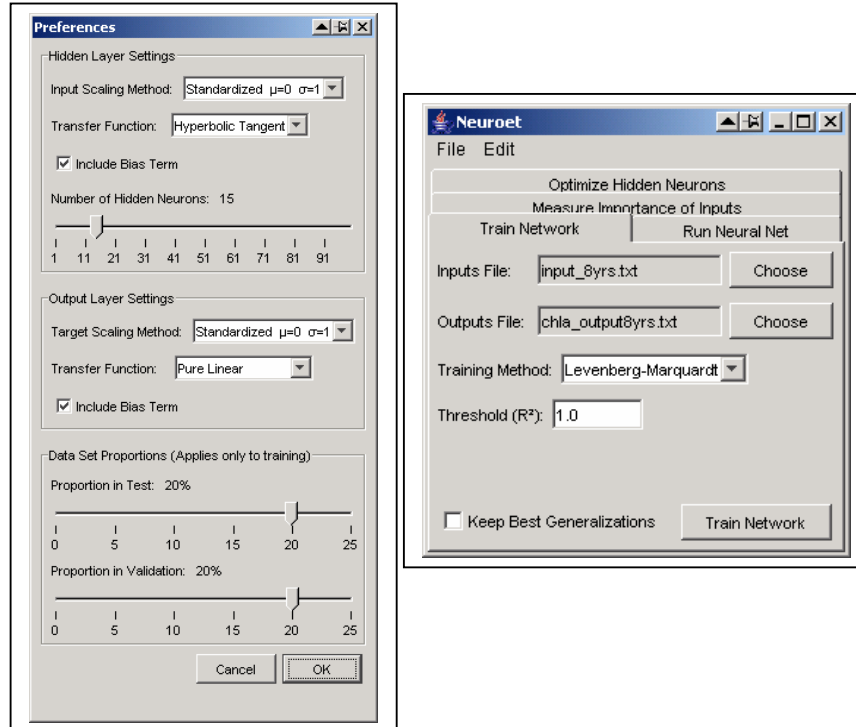 Preferences
Hidden Layer Settings
Input Scaling Method: Standardized μ=0 σ=1
Transfer Function: Hyperbolic Tangent
Include Bias Term
Number of Hidden Neurons: 15
1 11 21 31 41 51 61 71 81 91
Output Layer Settings
Target Scaling Method: Standardized μ=0 σ=1
Transfer Function: Pure Linear
Include Bias Term
Data Set Proportions (Applies only to training)
Proportion in Test: 20%
0 5 10 15 20 25
Proportion in Validation: 20%
0 5 10 15 20 25
Cancel OK
Neuroet
File Edit
Optimize Hidden Neurons
Measure Importance of Inputs
Train Network Run Neural Net
Inputs File: input_8yrs.txt Choose
Outputs File: chla_output8yrs.txt Choose
Training Method: Levenberg-Marquardt
Threshold (R²): 1.0
Keep Best Generalizations Train Network